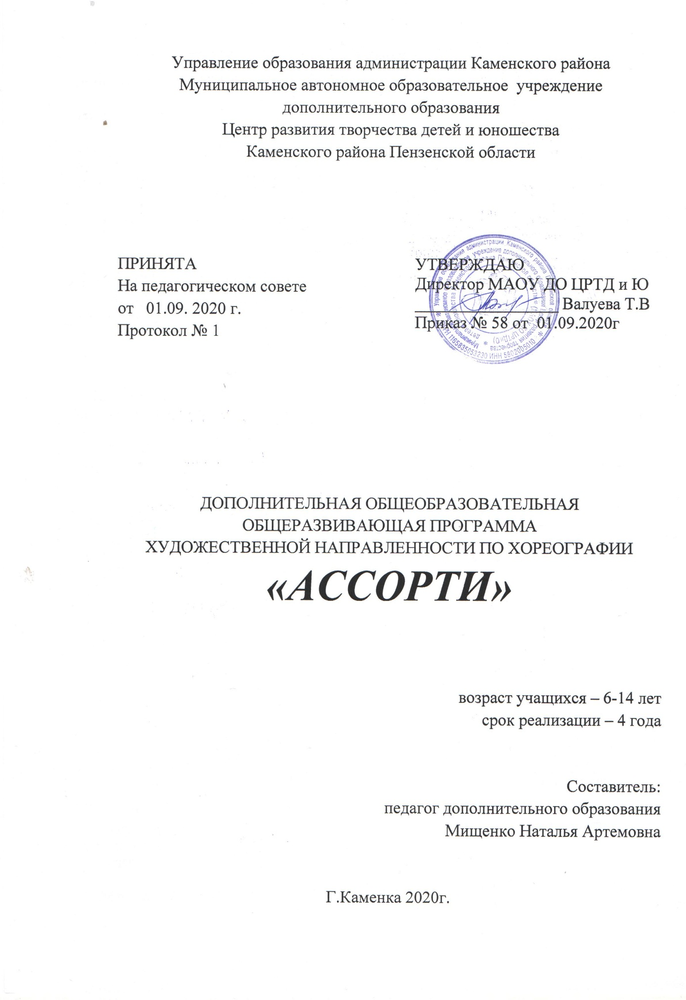 Управление образования администрации Каменского района
Муниципальное автономное образовательное учреждение
дополнительного образования
Центр развития творчества детей и юношества
Каменского района Пензенской области
ПРИНЯТА
На педагогическом совете
от 01.09. 2020 г.
Протокол № 1
УТВЕРЖДАЮ
Директор МАОУ ДО ЦРТД и Ю
Валуева Т.В
Приказ № 58 от 01.09.2020г
Управление образования администрации Каменского района Пензенской области
1165835053230 ИНН 5802005010
ДОПОЛНИТЕЛЬНАЯ ОБЩЕОБРАЗОВАТЕЛЬНАЯ
ОБЩЕРАЗВИВАЮЩАЯ ПРОГРАММА
ХУДОЖЕСТВЕННОЙ НАПРАВЛЕННОСТИ ПО ХОРЕОГРАФИИ
«АССОРТИ»
возраст учащихся – 6-14 лет
срок реализации – 4 года
Составитель:
педагог дополнительного образования
Мищенко Наталья Артемовна
Г.Каменка 2020г.